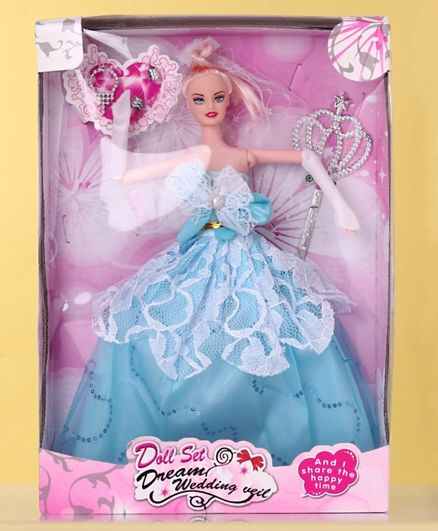 Doll Set
Dream
Wedding veil
And I
share the
happy
time